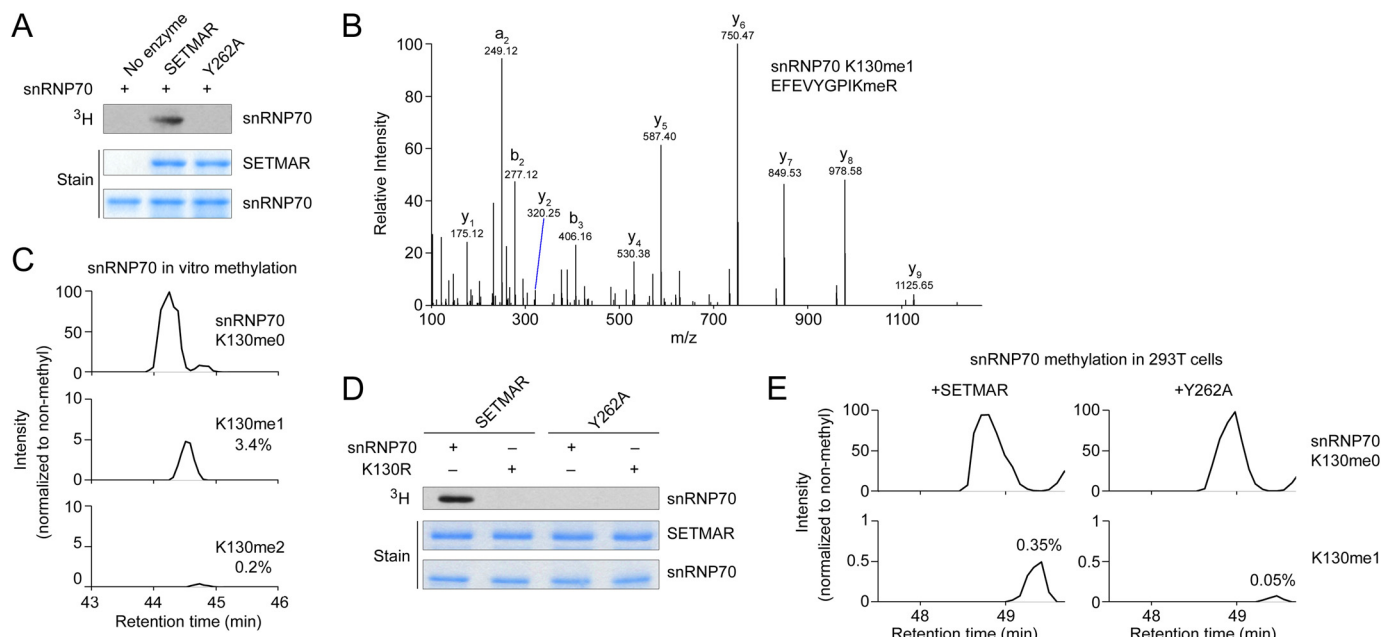 A
No enzyme
SETMAR
Y262A
snRNP70
+
+
+
3H
snRNP70
Stain
SETMAR
snRNP70
B
Relative Intensity
100
80
60
40
20
0
100
300
500
700
900
1100
m/z
snRNP70 K130me1
EFEVYGPIKmeR
y1
175.12
a2
249.12
b2
277.12
y2
320.25
b3
406.16
y4
530.38
y5
587.40
y6
750.47
y7
849.53
y8
978.58
y9
1125.65
C
snRNP70 in vitro methylation
Intensity
(normalized to non-methyl)
100
50
0
snRNP70
K130me0
10
5
0
K130me1
3.4%
10
5
0
K130me2
0.2%
43
44
45
46
Retention time (min)
D
SETMAR
Y262A
snRNP70
+
–
+
–
K130R
–
+
–
+
3H
snRNP70
Stain
SETMAR
snRNP70
E
snRNP70 methylation in 293T cells
+SETMAR
+Y262A
Intensity
(normalized to non-methyl)
100
50
0
100
50
0
snRNP70
K130me0
1
0.5
0
0.35%
1
0.5
0
0.05%
K130me1
48
49
48
49
Retention time (min)
Retention time (min)